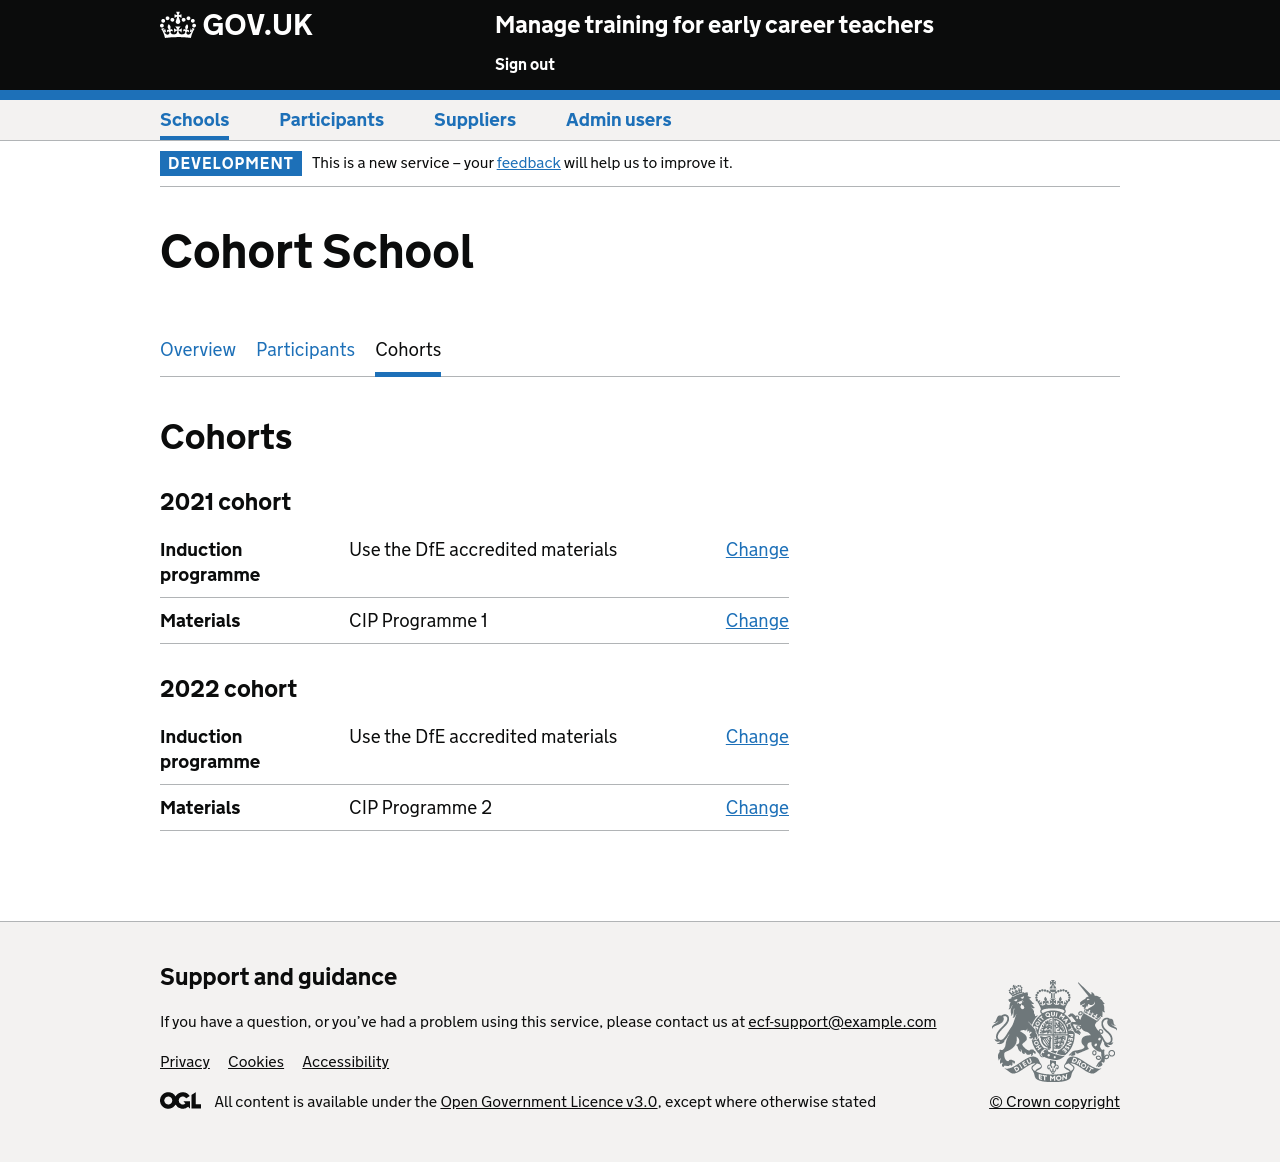 GOV.UK
Manage training for early career teachers
Sign out
Schools Participants Suppliers Admin users
DEVELOPMENT This is a new service – your feedback will help us to improve it.
Cohort School
Overview Participants Cohorts
Cohorts
2021 cohort
Induction programme Use the DfE accredited materials Change
Materials CIP Programme 1 Change
2022 cohort
Induction programme Use the DfE accredited materials Change
Materials CIP Programme 2 Change
Support and guidance
If you have a question, or you’ve had a problem using this service, please contact us at ecf-support@example.com
Privacy Cookies Accessibility
OGL All content is available under the Open Government Licence v3.0, except where otherwise stated
© Crown copyright